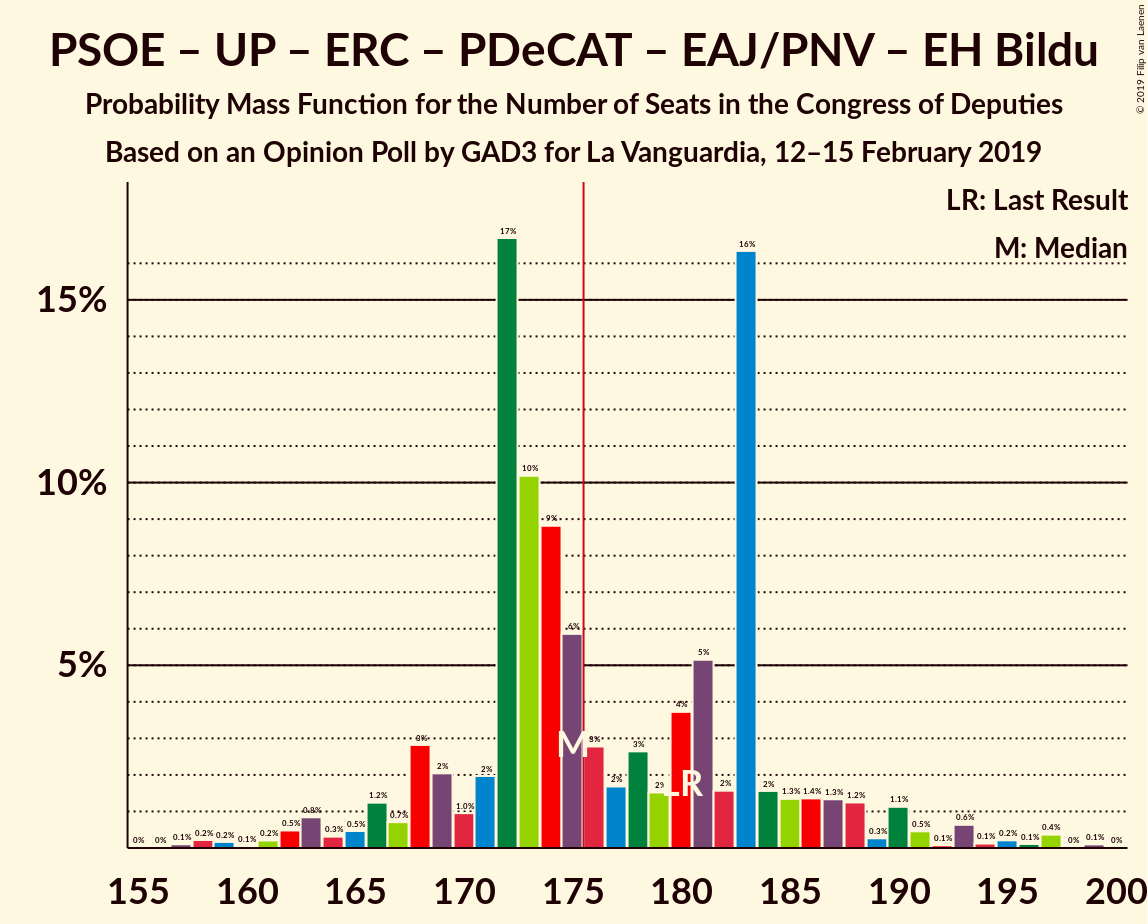 PSOE – UP – ERC – PDeCAT – EAJ/PNV – EH Bildu
Probability Mass Function for the Number of Seats in the Congress of Deputies
Based on an Opinion Poll by GAD3 for La Vanguardia, 12–15 February 2019
© 2019 Filip van Laenen
LR: Last Result
M: Median
15%
10%
5%
0% 0% 0.1% 0.2% 0.2% 0.1% 0.2% 0.5% 0.8% 0.3% 0.5% 1.2% 0.7% 3% 2% 1.0% 2% 17% 10% 9% 6% 3% 2% 3% 2% 4% 5% 2% 16% 2% 1.3% 1.4% 1.3% 1.2% 0.3% 1.1% 0.5% 0.1% 0.6% 0.1% 0.2% 0.1% 0.4% 0% 0.1% 0%
M
LR
155 160 165 170 175 180 185 190 195 200